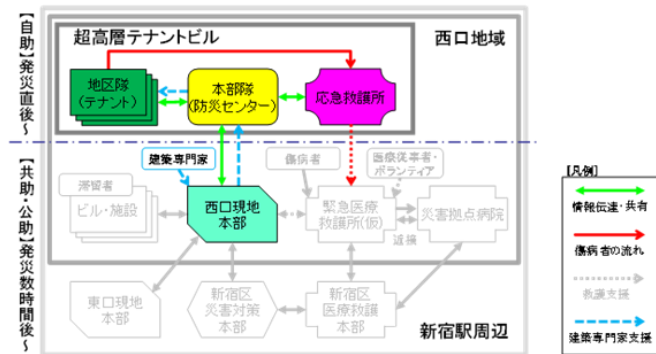 【自助】発災直後～
【共助・公助】発災数時間後～
超高層テナントビル
西口地域
地区隊
(テナント)
本部隊
(防災センター)
応急救護所
建築専門家
傷病者
医療従事者・
ボランティア
滞留者
ビル・施設
西口現地
本部
緊急医療
救護所(仮)
災害拠点病院
逓搬
東口現地
本部
新宿区
災害対策
本部
新宿区
医療救護
本部
新宿駅周辺
【凡例】
情報伝達・共有
傷病者の流れ
救護支援
建築専門家支援